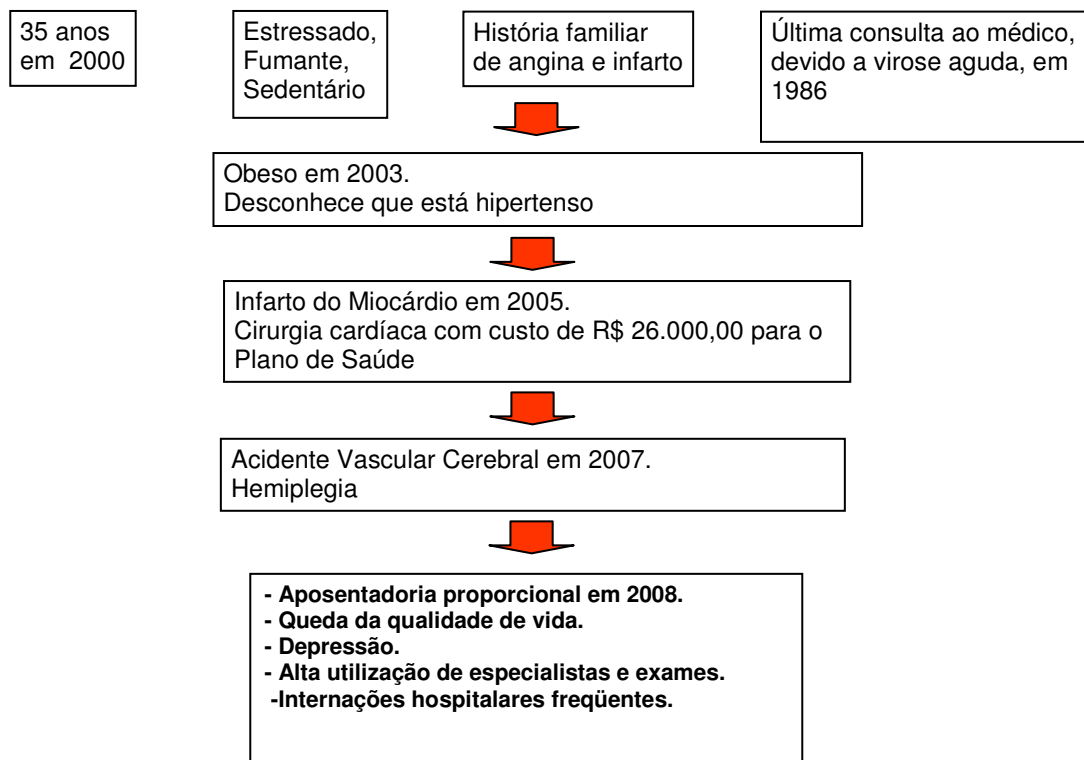 35 anos
em 2000
Estressado,
Fumante,
Sedentário
História familiar
de angina e infarto
Última consulta ao médico,
devido a virose aguda, em
1986
Obeso em 2003.
Desconhece que está hipertenso
Infarto do Miocárdio em 2005.
Cirurgia cardíaca com custo de R$ 26.000,00 para o
Plano de Saúde
Acidente Vascular Cerebral em 2007.
Hemiplegia
- Aposentadoria proporcional em 2008.
- Queda da qualidade de vida.
- Depressão.
- Alta utilização de especialistas e exames.
-Internações hospitalares freqüentes.